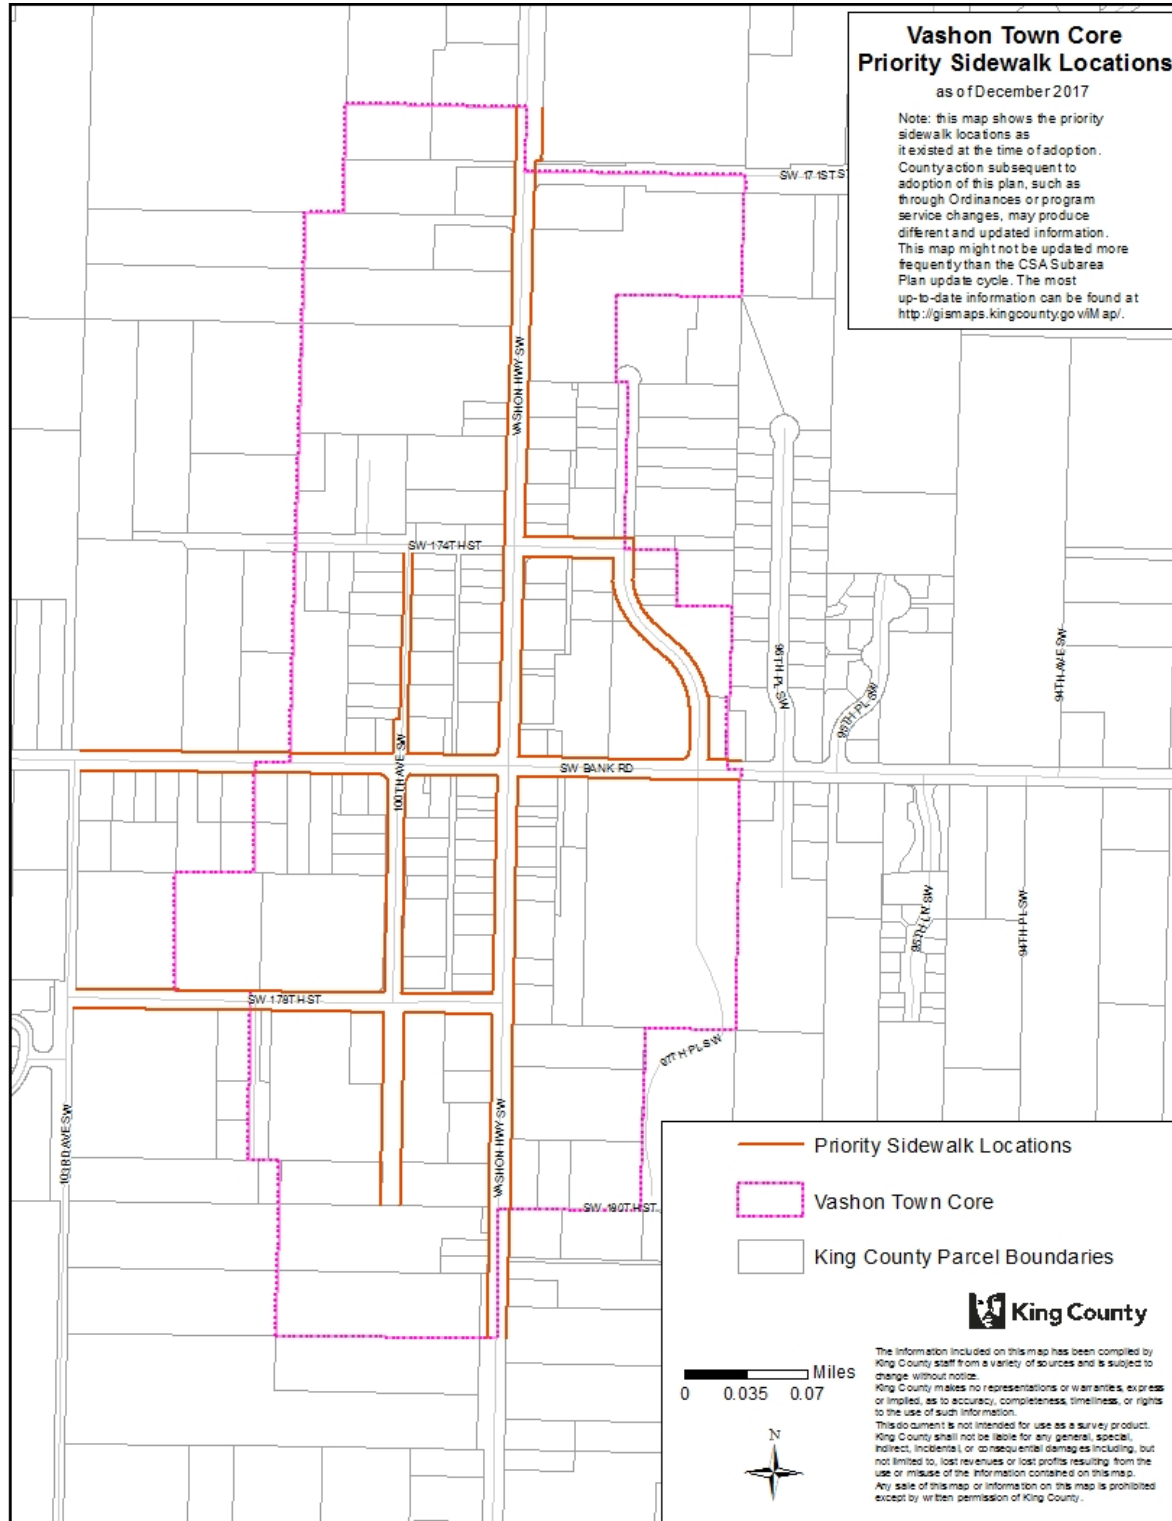 Vashon Town Core
Priority Sidewalk Locations
as of December 2017
Note: this map shows the priority
sidewalk locations as
it existed at the time of adoption.
County action subsequent to
adoption of this plan, such as
through Ordinances or program
service changes, may produce
different and updated information.
This map might not be updated more
frequently than the CSA Subarea
Plan update cycle. The most
up-to-date information can be found at
http://gismaps.kingcounty.gov/iMap/.
SW 171ST ST
VASHON HWY SW
SW 174TH ST
96TH PL SW
94TH AVE SW
95TH PL SW
100TH AVE SW
SW BANK RD
95TH LN SW
94TH PL SW
SW 178TH ST
97TH PL SW
103RD AVE SW
VASHON HWY SW
SW 180TH ST
Priority Sidewalk Locations
Vashon Town Core
King County Parcel Boundaries
King County
Miles
0 0.035 0.07
N
The information included on this map has been compiled by
King County staff from a variety of sources and is subject to
change without notice.
King County makes no representations or warranties, express
or implied, as to accuracy, completeness, timeliness, or rights
to the use of such information.
This document is not intended for use as a survey product.
King County shall not be liable for any general, special,
indirect, incidental, or consequential damages including, but
not limited to, lost revenues or lost profits resulting from the
use or misuse of the information contained on this map.
Any sale of this map or information on this map is prohibited
except by written permission of King County.